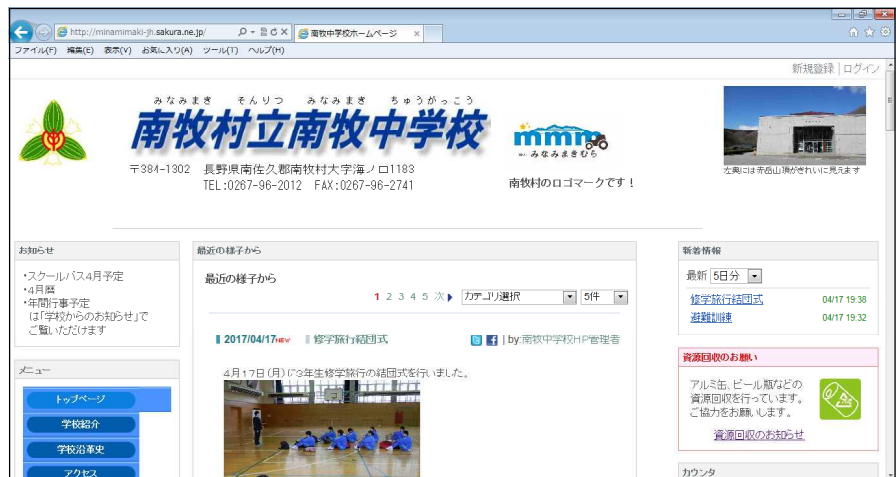 http://minamimaki-jh.sakura.ne.jp/
南牧中学校ホームページ
ファイル(F) 編集(E) 表示(V) お気に入り(A) ツール(T) ヘルプ(H)
新規登録 | ログイン
みなみまき そんりつ みなみまき ちゅうがっこう
南牧村立南牧中学校
〒384-1302 長野県南佐久郡南牧村大字海ノ口1183
TEL:0267-96-2012 FAX:0267-96-2741
mmm
みなみまきむら
南牧村のロゴマークです！
左奥には赤岳山頂がきれいに見えます
お知らせ
・スクールバス4月予定
・4月暦
・年間行事予定
は「学校からのお知らせ」で
ご覧いただけます
メニュー
トップページ
学校紹介
学校沿革史
アクセス
最近の様子から
最近の様子から
1 2 3 4 5 次 カテゴリ選択 5件
2017/04/17 NEW 修学旅行結団式 | by:南牧中学校HP管理者
4月17日(月)に3年生修学旅行の結団式を行いました。
新着情報
最新 5日分
修学旅行結団式 04/17 19:38
避難訓練 04/17 19:32
資源回収のお願い
アルミ缶、ビール瓶などの
資源回収を行っています。
ご協力をお願いします。
資源回収のお知らせ
カウンタ